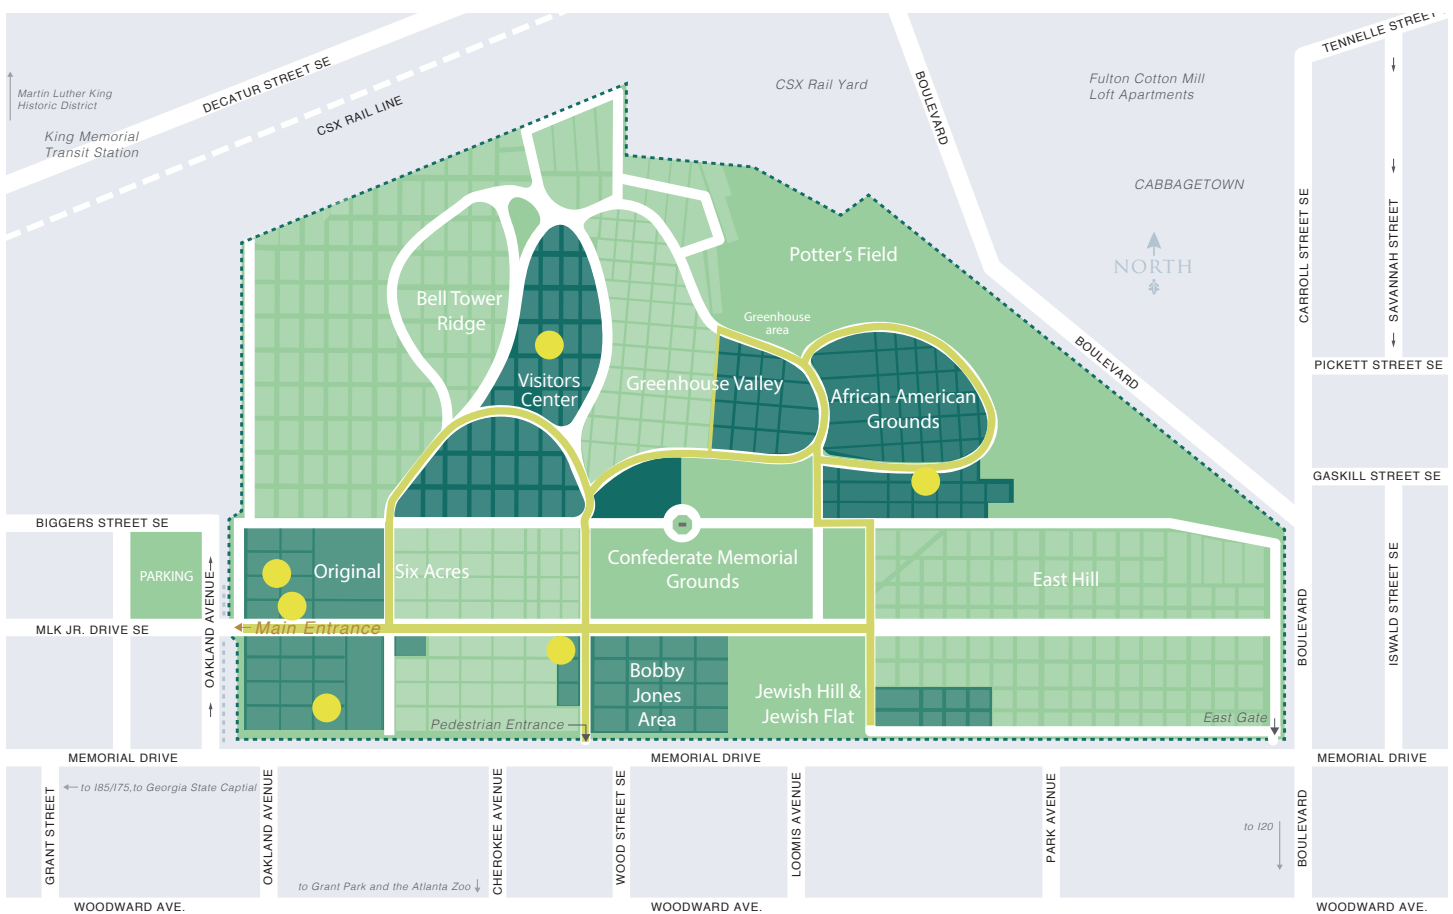 TENNELLE STREET
DECATUR STREET SE
CSX Rail Yard
BOULEVARD
Fulton Cotton Mill
Loft Apartments
Martin Luther King
Historic District
CSX RAIL LINE
King Memorial
Transit Station
CABBAGETOWN
CARROLL STREET SE
SAVANNAH STREET
Potter's Field
NORTH
Bell Tower
Ridge
Greenhouse
area
BOULEVARD
PICKETT STREET SE
Visitors
Center
Greenhouse Valley
African American
Grounds
GASKILL STREET SE
BIGGERS STREET SE
PARKING
OAKLAND AVENUE
Original Six Acres
Confederate Memorial
Grounds
East Hill
BOULEVARD
ISWALD STREET SE
MLK JR. DRIVE SE
Main Entrance
Bobby
Jones
Area
Jewish Hill &
Jewish Flat
Pedestrian Entrance
East Gate
MEMORIAL DRIVE
MEMORIAL DRIVE
MEMORIAL DRIVE
to I85/I75,to Georgia State Captial
GRANT STREET
OAKLAND AVENUE
CHEROKEE AVENUE
WOOD STREET SE
LOOMIS AVENUE
PARK AVENUE
to I20
BOULEVARD
to Grant Park and the Atlanta Zoo
WOODWARD AVE.
WOODWARD AVE.
WOODWARD AVE.